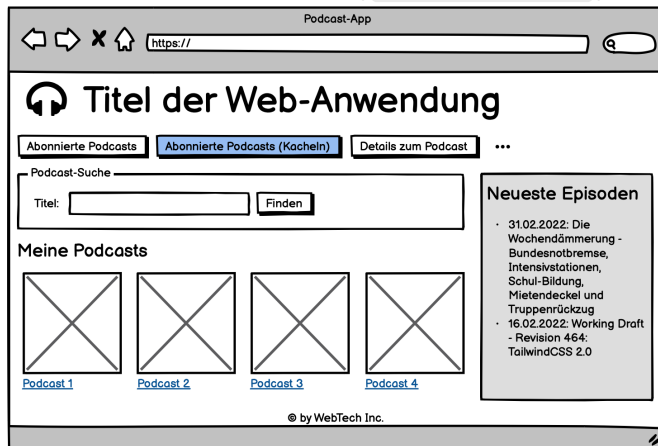 Podcast-App
https://
Titel der Web-Anwendung
Abonnierte Podcasts
Abonnierte Podcasts (Kacheln)
Details zum Podcast
•••
Podcast-Suche
Titel:
Finden
Meine Podcasts
Podcast 1
Podcast 2
Podcast 3
Podcast 4
Neueste Episoden
· 31.02.2022: Die
Wochendämmerung -
Bundesnotbremse,
Intensivstationen,
Schul-Bildung,
Mietendeckel und
Truppenrückzug
· 16.02.2022: Working Draft
- Revision 464:
TailwindCSS 2.0
© by WebTech Inc.